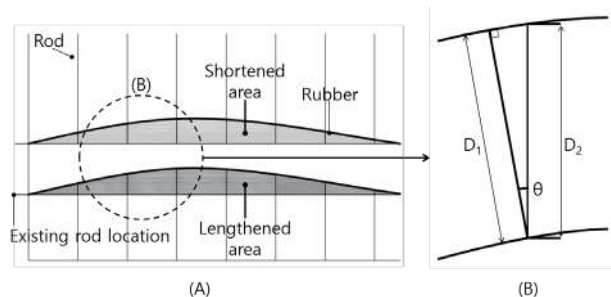 Rod
(B)
Shortened
area
Rubber
Existing rod location
Lengthened
area
(A)
D1
D2
θ
(B)